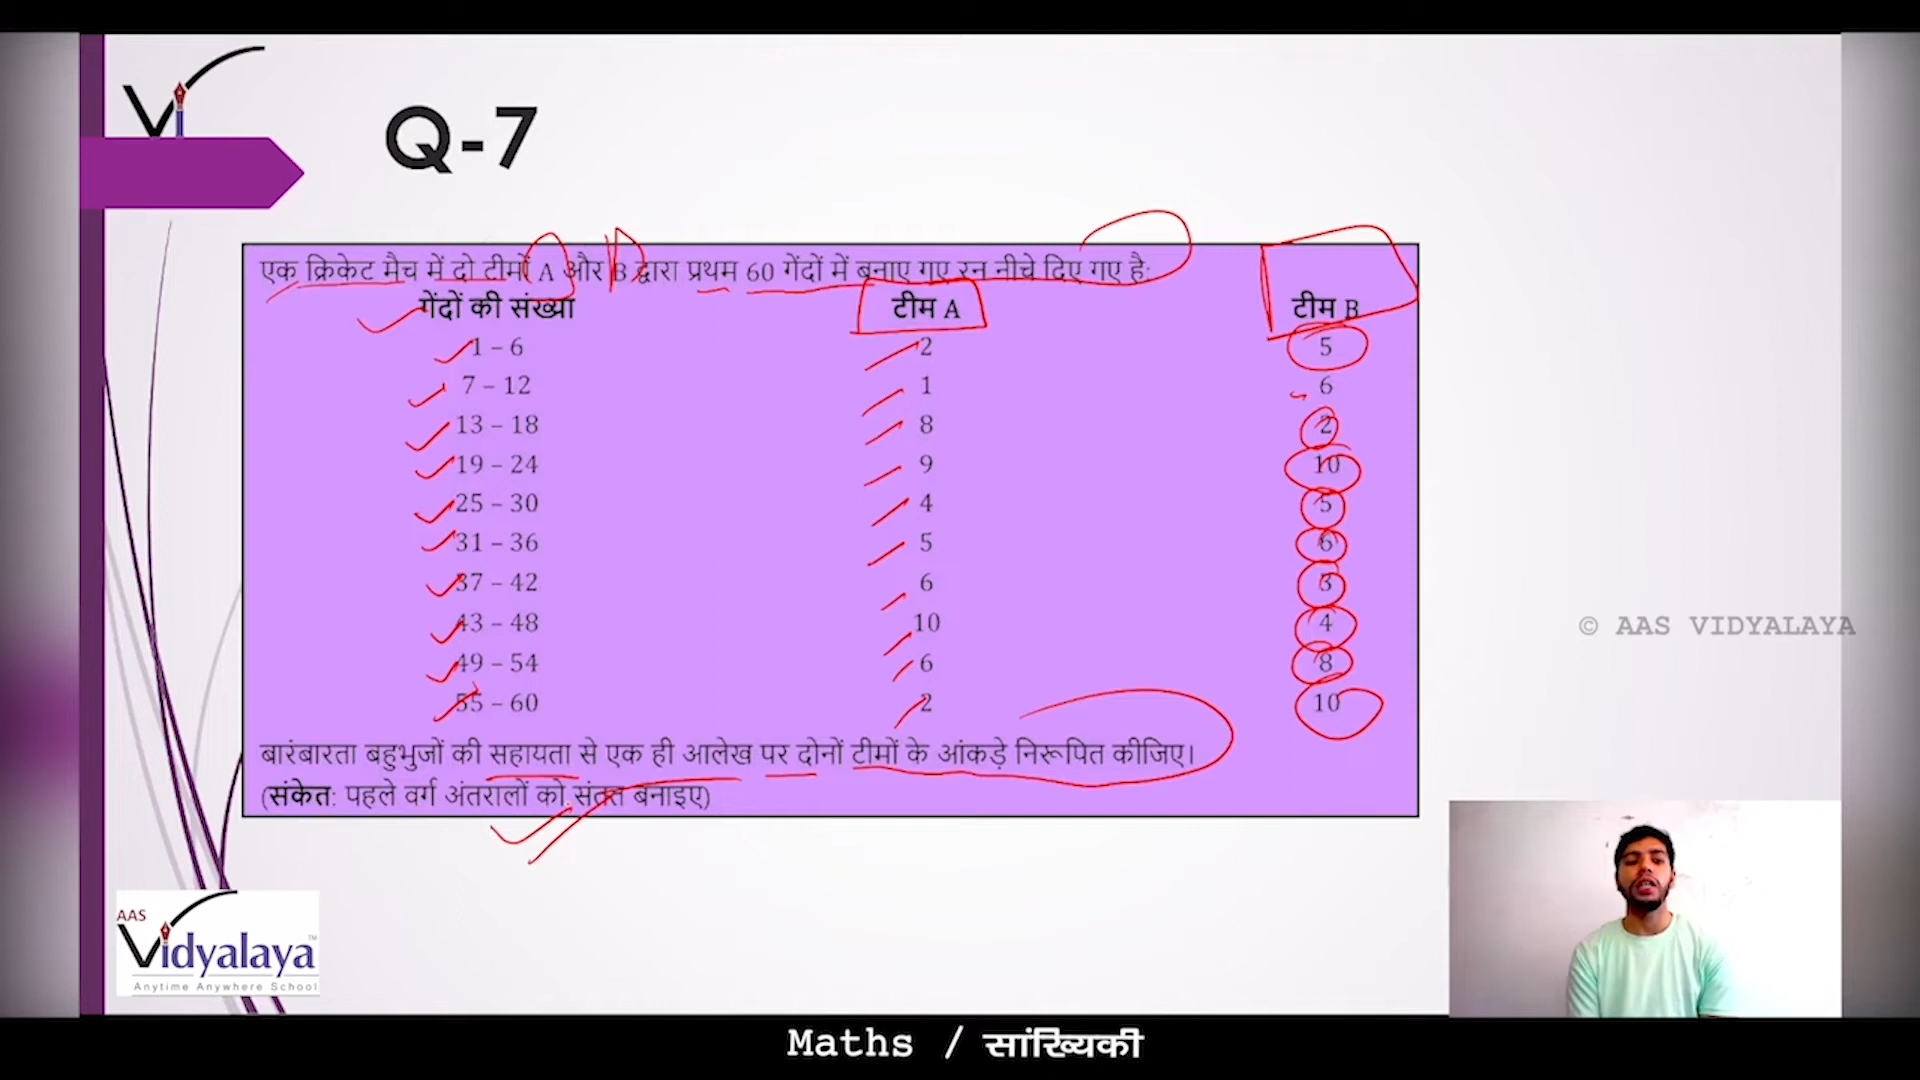 Vi
Q-7
एक क्रिकेट मैच में दो टीमों A और B द्वारा प्रथम 60 गेंदों में बनाए गए रन नीचे दिए गए है:
गेंदों की संख्या टीम A टीम B
1 – 6 2 5
7 – 12 1 6
13 – 18 8 2
19 – 24 9 10
25 – 30 4 5
31 – 36 5 6
37 – 42 6 3
43 – 48 10 4
49 – 54 6 8
55 – 60 2 10
बारंबारता बहुभुजों की सहायता से एक ही आलेख पर दोनों टीमों के आंकड़े निरूपित कीजिए।
(संकेत: पहले वर्ग अंतरालों को संतत बनाइए)
© AAS VIDYALAYA
AAS
Vidyalaya™
Anytime Anywhere School
Maths / सांख्यिकी